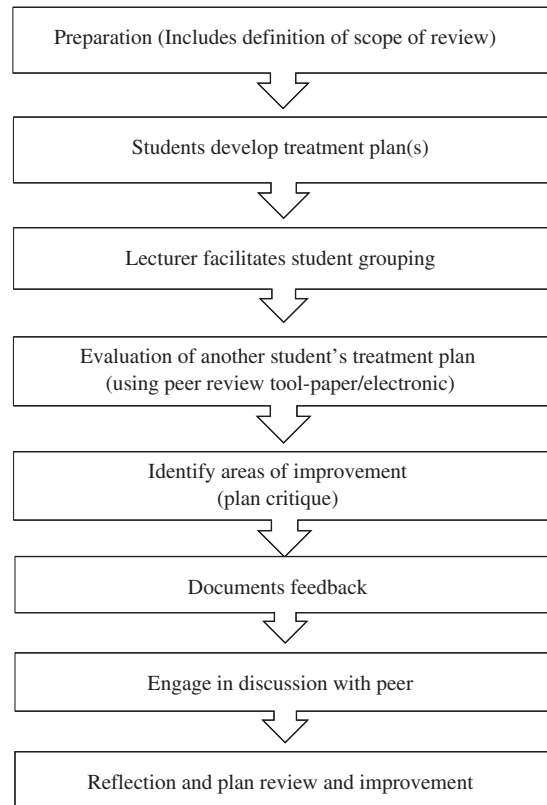 Preparation (Includes definition of scope of review)
Students develop treatment plan(s)
Lecturer facilitates student grouping
Evaluation of another student’s treatment plan
(using peer review tool-paper/electronic)
Identify areas of improvement
(plan critique)
Documents feedback
Engage in discussion with peer
Reflection and plan review and improvement